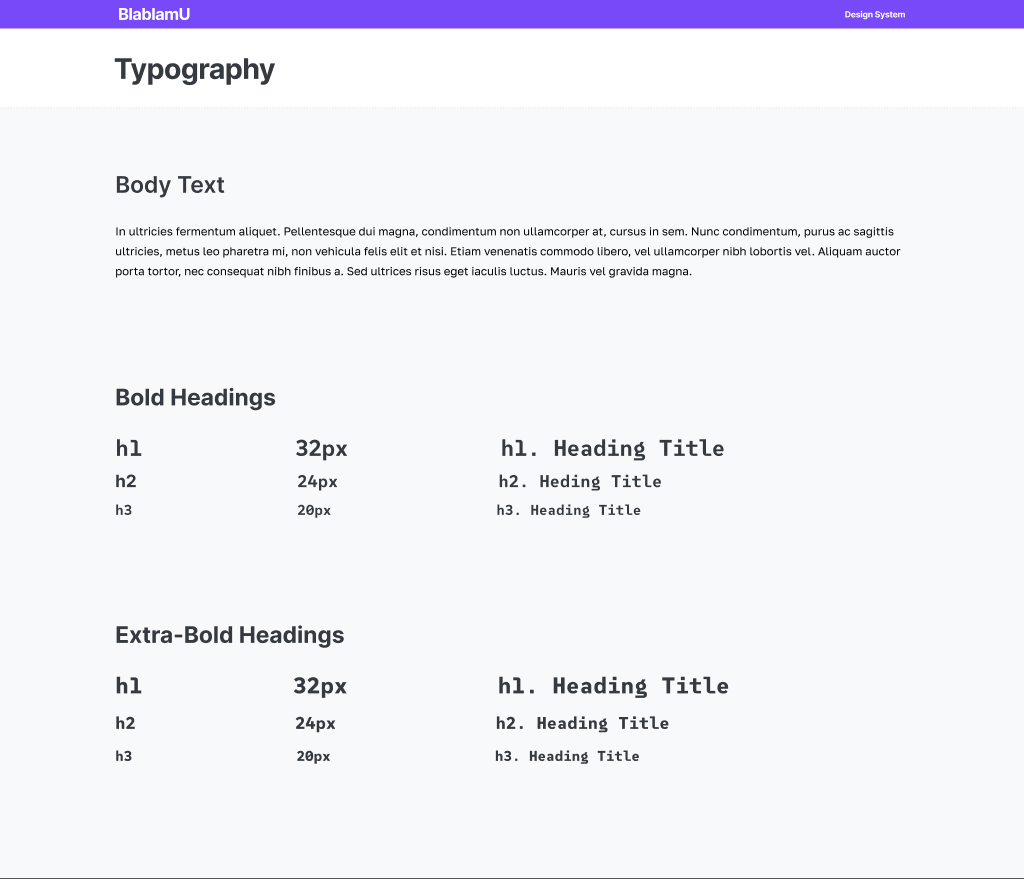 BlablamU
Design System
Typography
Body Text
In ultricies fermentum aliquet. Pellentesque dui magna, condimentum non ullamcorper at, cursus in sem. Nunc condimentum, purus ac sagittis
ultricies, metus leo pharetra mi, non vehicula felis elit et nisi. Etiam venenatis commodo libero, vel ullamcorper nibh lobortis vel. Aliquam auctor
porta tortor, nec consequat nibh finibus a. Sed ultrices risus eget iaculis luctus. Mauris vel gravida magna.
Bold Headings
h1 32px h1. Heading Title
h2 24px h2. Heding Title
h3 20px h3. Heading Title
Extra-Bold Headings
h1 32px h1. Heading Title
h2 24px h2. Heading Title
h3 20px h3. Heading Title